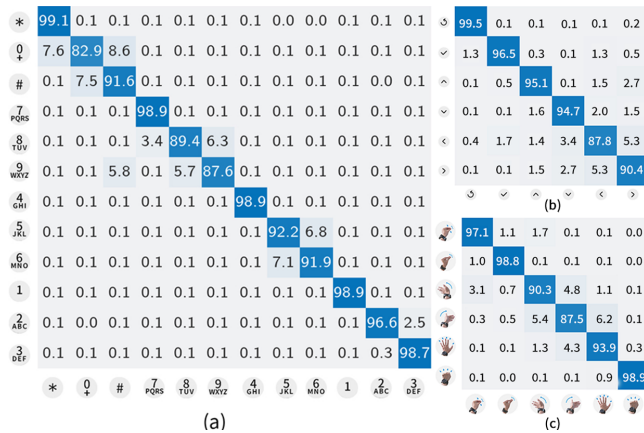 * 99.1 0.1 0.1 0.1 0.1 0.1 0.1 0.0 0.0 0.1 0.1 0.1
0 + 7.6 82.9 8.6 0.1 0.1 0.1 0.1 0.1 0.1 0.1 0.1 0.1
# 0.1 7.5 91.6 0.1 0.1 0.1 0.1 0.1 0.1 0.1 0.0 0.1
7 PQRS 0.1 0.1 0.1 98.9 0.1 0.1 0.1 0.1 0.1 0.1 0.1 0.1
8 TUV 0.1 0.1 0.1 3.4 89.4 6.3 0.1 0.1 0.1 0.1 0.1 0.1
9 WXYZ 0.1 0.1 5.8 0.1 5.7 87.6 0.1 0.1 0.1 0.1 0.1 0.1
4 GHI 0.1 0.1 0.1 0.1 0.1 0.1 98.9 0.1 0.1 0.1 0.1 0.1
5 JKL 0.1 0.1 0.1 0.1 0.1 0.1 0.1 92.2 6.8 0.1 0.1 0.1
6 MNO 0.1 0.1 0.1 0.1 0.1 0.1 0.1 7.1 91.9 0.1 0.1 0.1
1 0.1 0.1 0.1 0.1 0.1 0.1 0.1 0.1 0.1 98.9 0.1 0.1
2 ABC 0.1 0.0 0.1 0.1 0.1 0.1 0.1 0.1 0.1 0.1 96.6 2.5
3 DEF 0.1 0.1 0.1 0.1 0.1 0.1 0.1 0.1 0.1 0.1 0.3 98.7
* 0 + # 7 PQRS 8 TUV 9 WXYZ 4 GHI 5 JKL 6 MNO 1 2 ABC 3 DEF
(a)
99.5 0.1 0.1 0.1 0.1 0.2
1.3 96.5 0.3 0.1 1.3 0.5
0.1 0.5 95.1 0.1 1.5 2.7
0.1 0.1 1.6 94.7 2.0 1.5
0.4 1.7 1.4 3.4 87.8 5.3
0.1 0.1 1.5 2.7 5.3 90.4
(b)
97.1 1.1 1.7 0.1 0.1 0.0
1.0 98.8 0.1 0.1 0.1 0.0
3.1 0.7 90.3 4.8 1.1 0.1
0.3 0.5 5.4 87.5 6.2 0.1
0.1 0.1 1.3 4.3 93.9 0.3
0.1 0.0 0.1 0.1 0.9 98.9
(c)